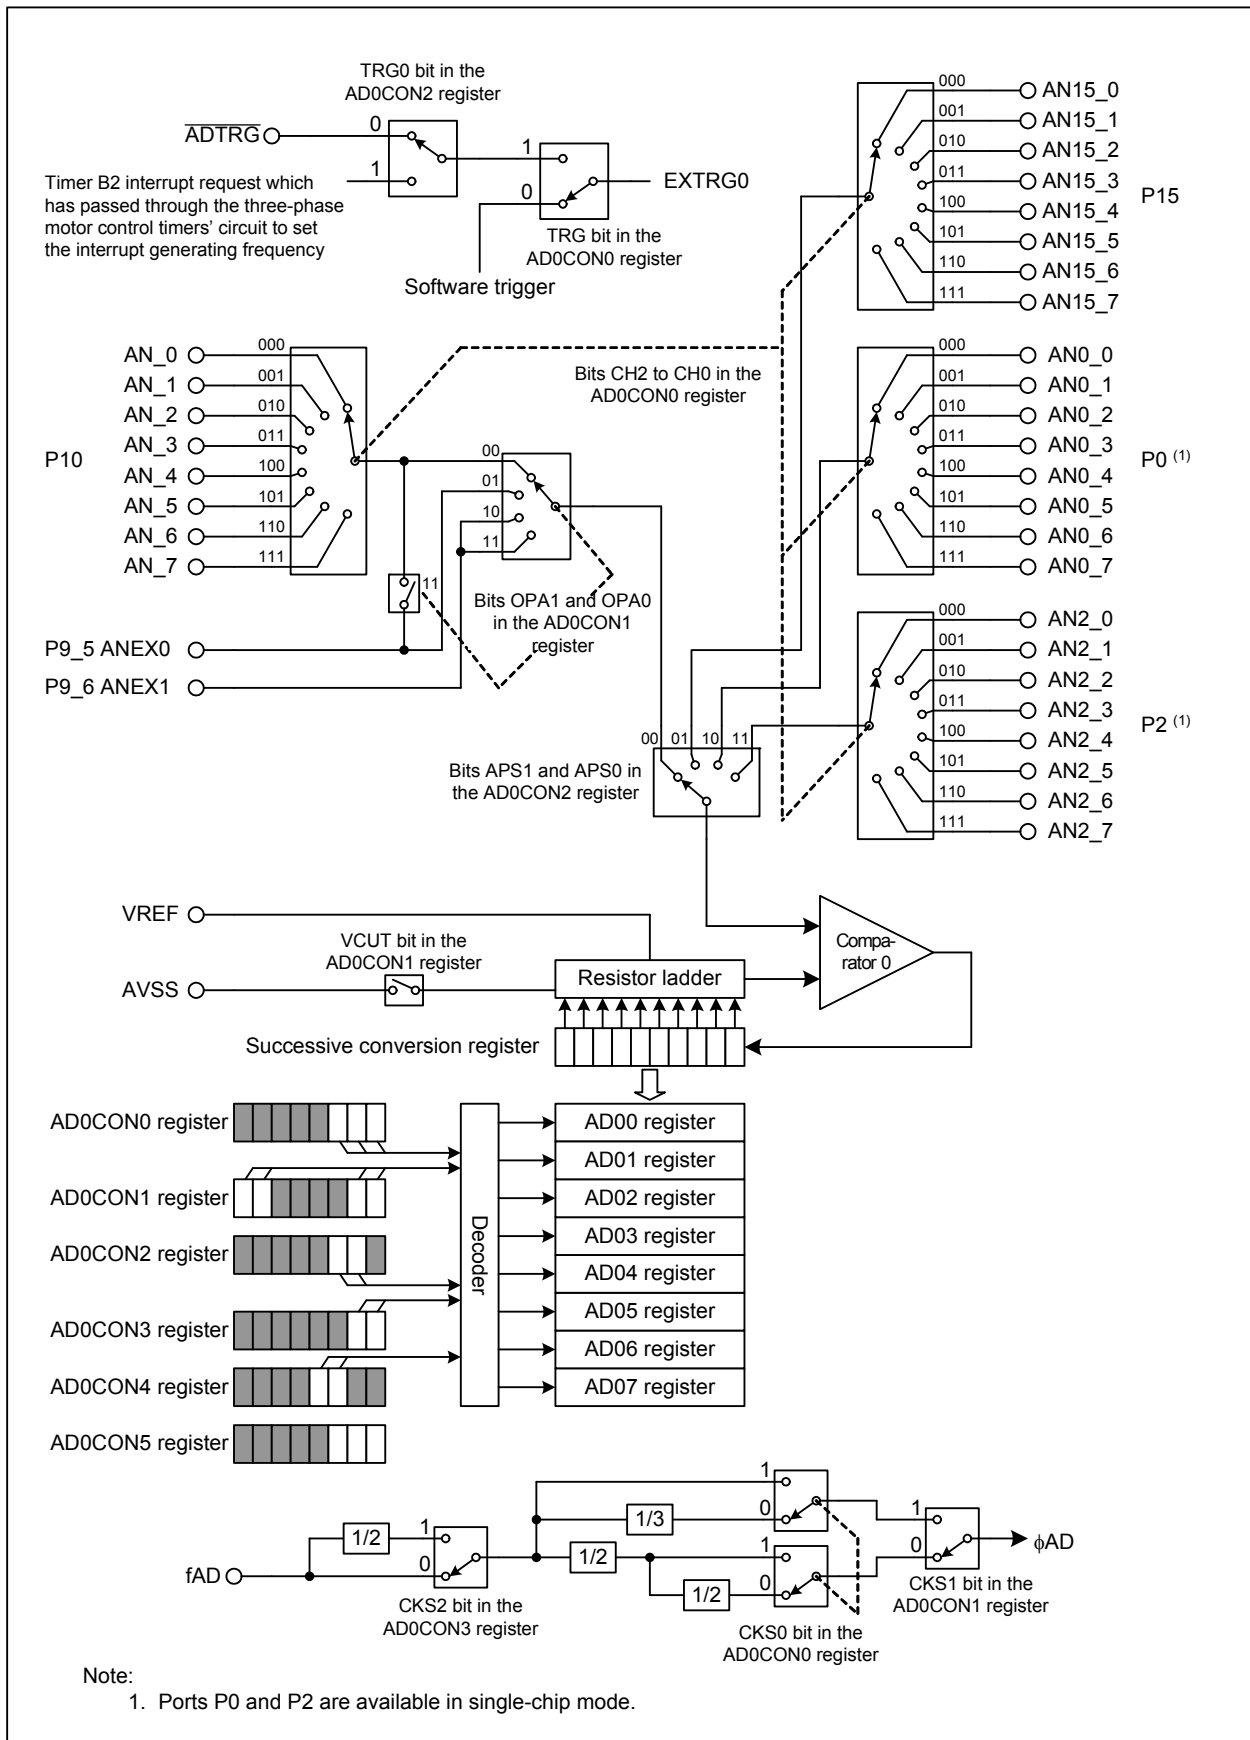 TRG0 bit in the
AD0CON2 register
ADTRG
0
1
Timer B2 interrupt request which
has passed through the three-phase
motor control timers' circuit to set
the interrupt generating frequency
1
0
EXTRG0
TRG bit in the
AD0CON0 register
Software trigger
000
AN15_0
001
AN15_1
010
AN15_2
011
AN15_3
100
AN15_4
101
AN15_5
110
AN15_6
111
AN15_7
P15
P10
AN_0
000
AN_1
001
AN_2
010
AN_3
011
AN_4
100
AN_5
101
AN_6
110
AN_7
111
Bits CH2 to CH0 in the
AD0CON0 register
00
01
10
11
11
Bits OPA1 and OPA0
in the AD0CON1
register
P9_5 ANEX0
P9_6 ANEX1
000
AN0_0
001
AN0_1
010
AN0_2
011
AN0_3
100
AN0_4
101
AN0_5
110
AN0_6
111
AN0_7
P0 (1)
000
AN2_0
001
AN2_1
010
AN2_2
011
AN2_3
100
AN2_4
101
AN2_5
110
AN2_6
111
AN2_7
P2 (1)
00 01 10 11
Bits APS1 and APS0 in
the AD0CON2 register
VREF
VCUT bit in the
AD0CON1 register
AVSS
Resistor ladder
Compa-
rator 0
Successive conversion register
AD0CON0 register
AD0CON1 register
AD0CON2 register
AD0CON3 register
AD0CON4 register
AD0CON5 register
Decoder
AD00 register
AD01 register
AD02 register
AD03 register
AD04 register
AD05 register
AD06 register
AD07 register
fAD
1/2
1
0
CKS2 bit in the
AD0CON3 register
1/3
1/2
1/2
1
0
1
0
CKS0 bit in the
AD0CON0 register
1
0
CKS1 bit in the
AD0CON1 register
ϕAD
Note:
1. Ports P0 and P2 are available in single-chip mode.